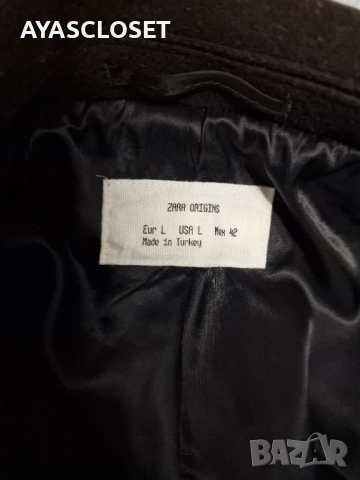 AYASCLOSET
ZARA ORIGINS
Eur L USA L Mex 42
Made in Turkey
BAZAR